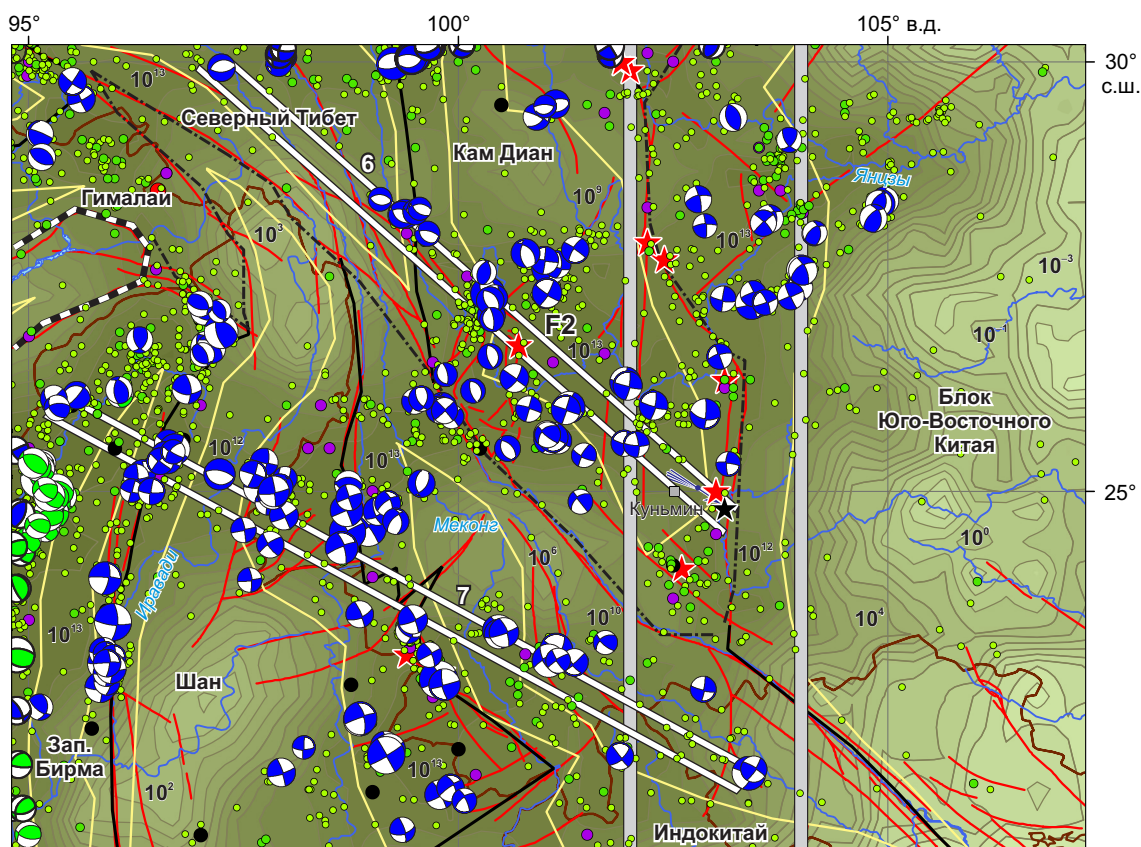 95°
100°
105° в.д.
30°
с.ш.
10¹³
Северный Тибет
6
Кам Диан
10⁹
Янцзы
Гималаи
10³
10¹³
10⁻³
F2
10¹³
10⁻¹
Блок
Юго-Восточного
Китая
10¹²
10¹³
25°
Куньмин
Меконг
10⁰
10⁶
10¹²
Иравади
7
10¹⁰
10⁴
10¹³
Шан
Зап.
Бирма
10¹³
10²
Индокитай